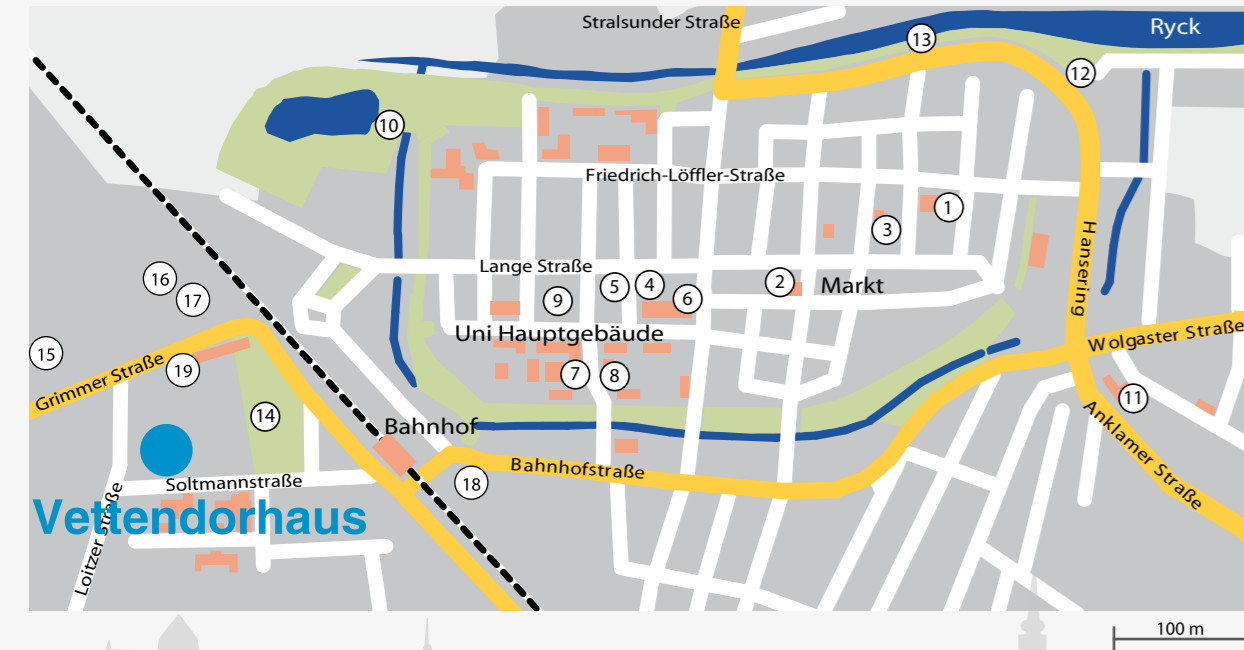 Stralsunder Straße
Ryck
13
12
10
Friedrich-Löffler-Straße
1
3
Hansering
Lange Straße
16
17
9
5
4
6
2
Markt
Uni Hauptgebäude
Wolgaster Straße
15
Grimmer Straße
19
7
8
11
14
Bahnhof
Anklamer Straße
Bahnhofstraße
18
Soltmannstraße
Vettendorhaus
Loitzer Straße
100 m